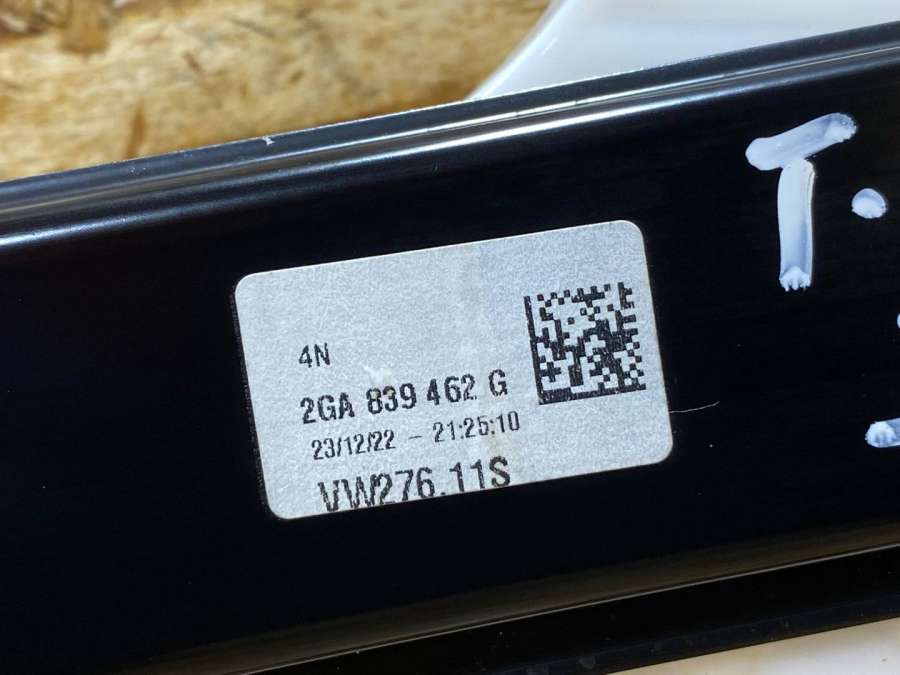 4N
2GA 839 462 G
23/12/22 - 21:25:10
VW276.11S
T.